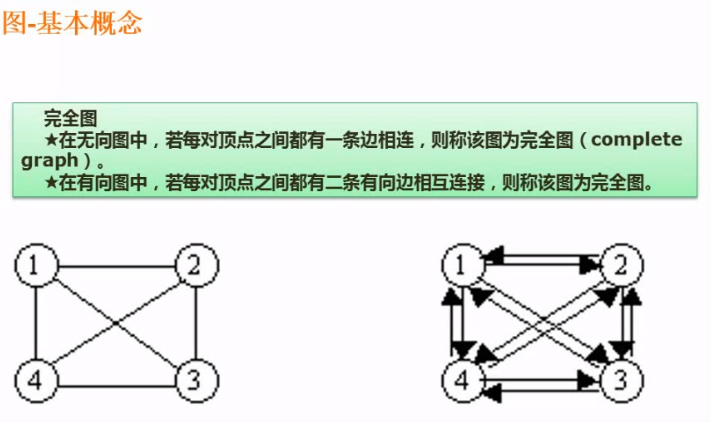 图-基本概念
完全图
★在无向图中，若每对顶点之间都有一条边相连，则称该图为完全图（complete
graph）。
★在有向图中，若每对顶点之间都有二条有向边相互连接，则称该图为完全图。
1 2 1 2
4 3 4 3